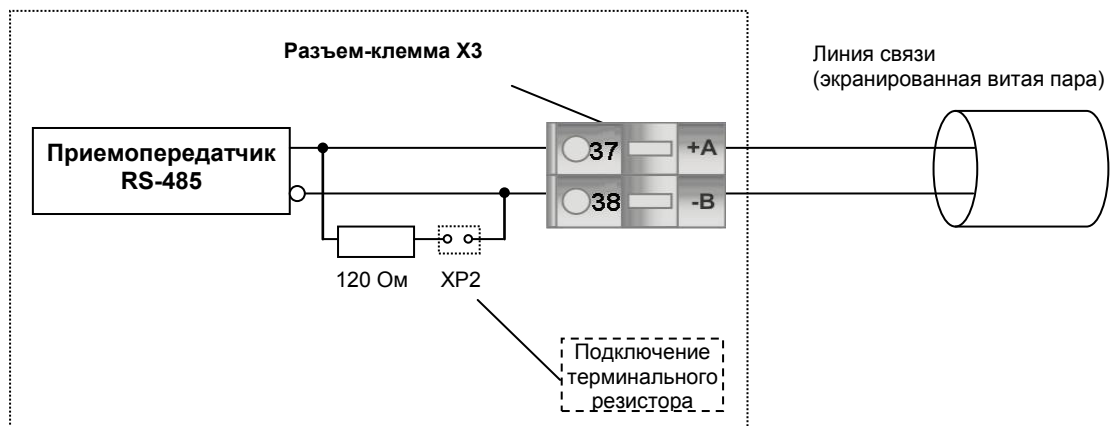 Разъем-клемма X3
Линия связи
(экранированная витая пара)
Приемопередатчик
RS-485
37 +A
38 -B
120 Ом XP2
Подключение
терминального
резистора